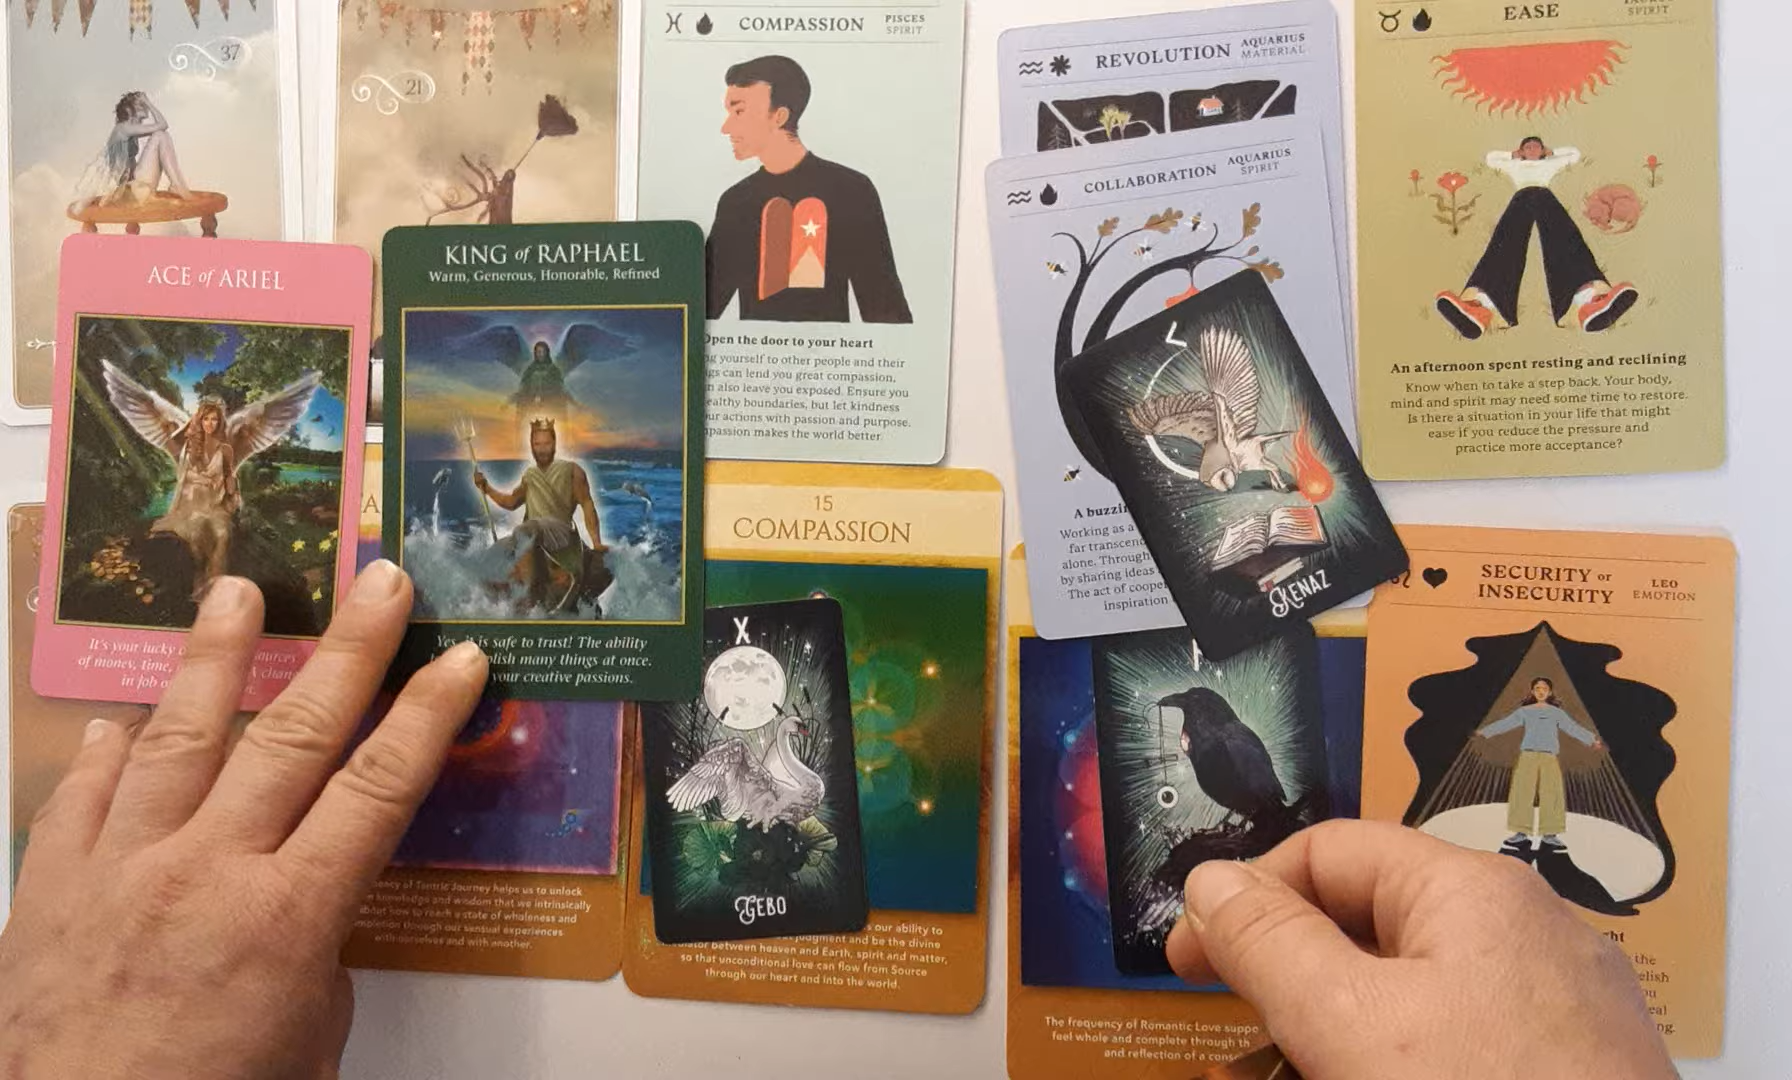 37
21
COMPASSION
PISCES
SPIRIT
Open the door to your heart
yourself to other people and their
can lend you great compassion,
also leave you exposed. Ensure you
healthy boundaries, but let kindness
your actions with passion and purpose.
Compassion makes the world better
REVOLUTION
AQUARIUS
MATERIAL
COLLABORATION
AQUARIUS
SPIRIT
A
Working as a
far transcend
alone. Through
by sharing ideas
The act of
inspiration
EASE
SPIRIT
An afternoon spent resting and reclining
Know when to take a step back. Your body,
mind and spirit may need some time to restore.
Is there a situation in your life that might
ease if you reduce the pressure and
practice more acceptance?
ACE of ARIEL
It's your lucky
of money, time,
in job
KING of RAPHAEL
Warm, Generous, Honorable, Refined
Yes, it is safe to trust! The ability
many things at once.
your creative passions.
15
COMPASSION
X
GEBO
our ability to
judgment and be the divine
between heaven and Earth, spirit and matter,
so that unconditional love can flow from Source
through our heart and into the world.
of Tantric Journey helps us to unlock
knowledge and wisdom that we intrinsically
about how to reach a state of wholeness and
through our sensual experiences
with ourselves and with another.
KENAZ
SECURITY or
INSECURITY
LEO
EMOTION
the
The frequency of Romantic Love
feel whole and complete through
and reflection of a